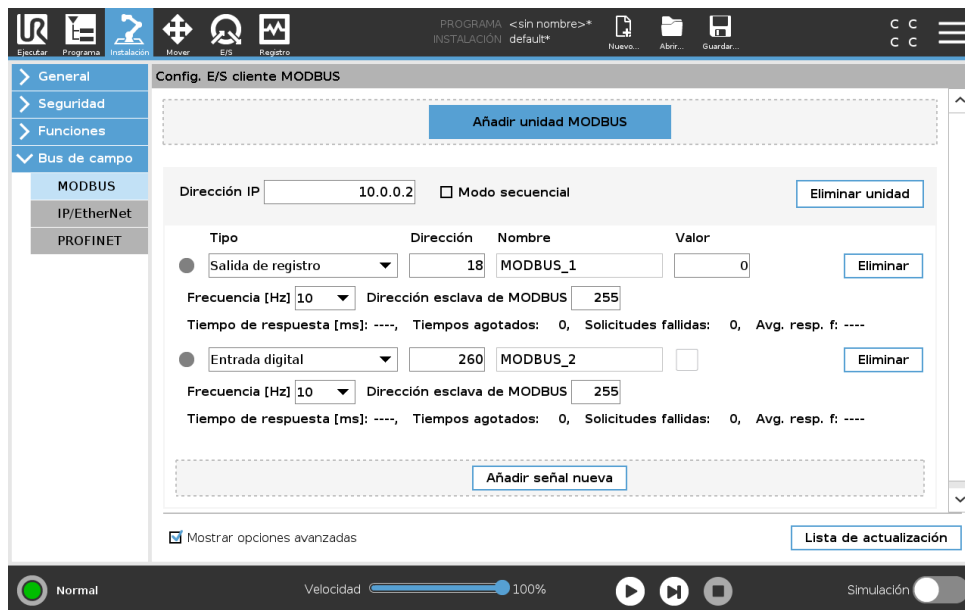 PROGRAMA <sin nombre>*
INSTALACIÓN default*
Ejecutar Programa Instalación Mover E/S Registro Nuevo... Abrir... Guardar...
C C
C C
General
Seguridad
Funciones
Bus de campo
MODBUS
IP/EtherNet
PROFINET
Config. E/S cliente MODBUS
Añadir unidad MODBUS
Dirección IP 10.0.0.2 Modo secuencial Eliminar unidad
Tipo Dirección Nombre Valor
Salida de registro 18 MODBUS_1 0 Eliminar
Frecuencia [Hz] 10 Dirección esclava de MODBUS 255
Tiempo de respuesta [ms]: ----, Tiempos agotados: 0, Solicitudes fallidas: 0, Avg. resp. f: ----
Entrada digital 260 MODBUS_2 Eliminar
Frecuencia [Hz] 10 Dirección esclava de MODBUS 255
Tiempo de respuesta [ms]: ----, Tiempos agotados: 0, Solicitudes fallidas: 0, Avg. resp. f: ----
Añadir señal nueva
Mostrar opciones avanzadas Lista de actualización
Normal Velocidad 100% Simulación